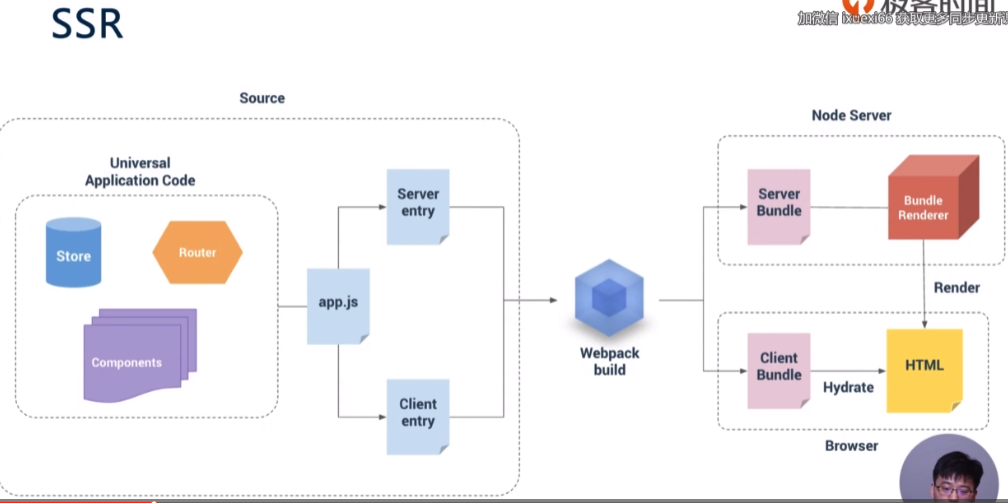 SSR
极客时间
加微信 ixuexi66 获取更多同步更新
Source
Node Server
Universal
Application Code
Store
Router
Components
app.js
Server
entry
Client
entry
Webpack
build
Server
Bundle
Bundle
Renderer
Render
Client
Bundle
Hydrate
HTML
Browser